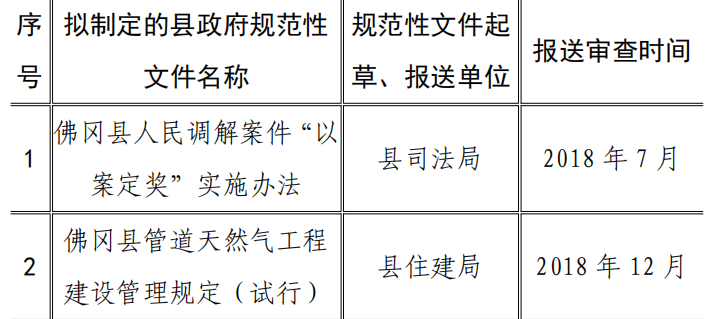 序号
拟制定的县政府规范性
文件名称
规范性文件起
草、报送单位
报送审查时间
1
佛冈县人民调解案件“以
案定奖”实施办法
县司法局
2018 年 7 月
2
佛冈县管道天然气工程
建设管理规定（试行）
县住建局
2018 年 12 月